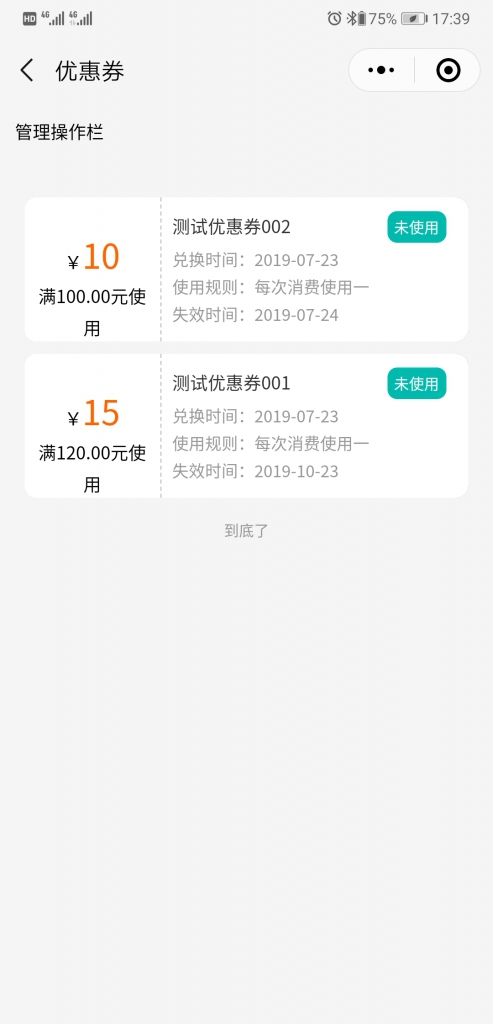 HD 4G 4G 75% 17:39
优惠券
管理操作栏
¥10
满100.00元使
用
测试优惠券002
未使用
兑换时间：2019-07-23
使用规则：每次消费使用一
失效时间：2019-07-24
¥15
满120.00元使
用
测试优惠券001
未使用
兑换时间：2019-07-23
使用规则：每次消费使用一
失效时间：2019-10-23
到底了